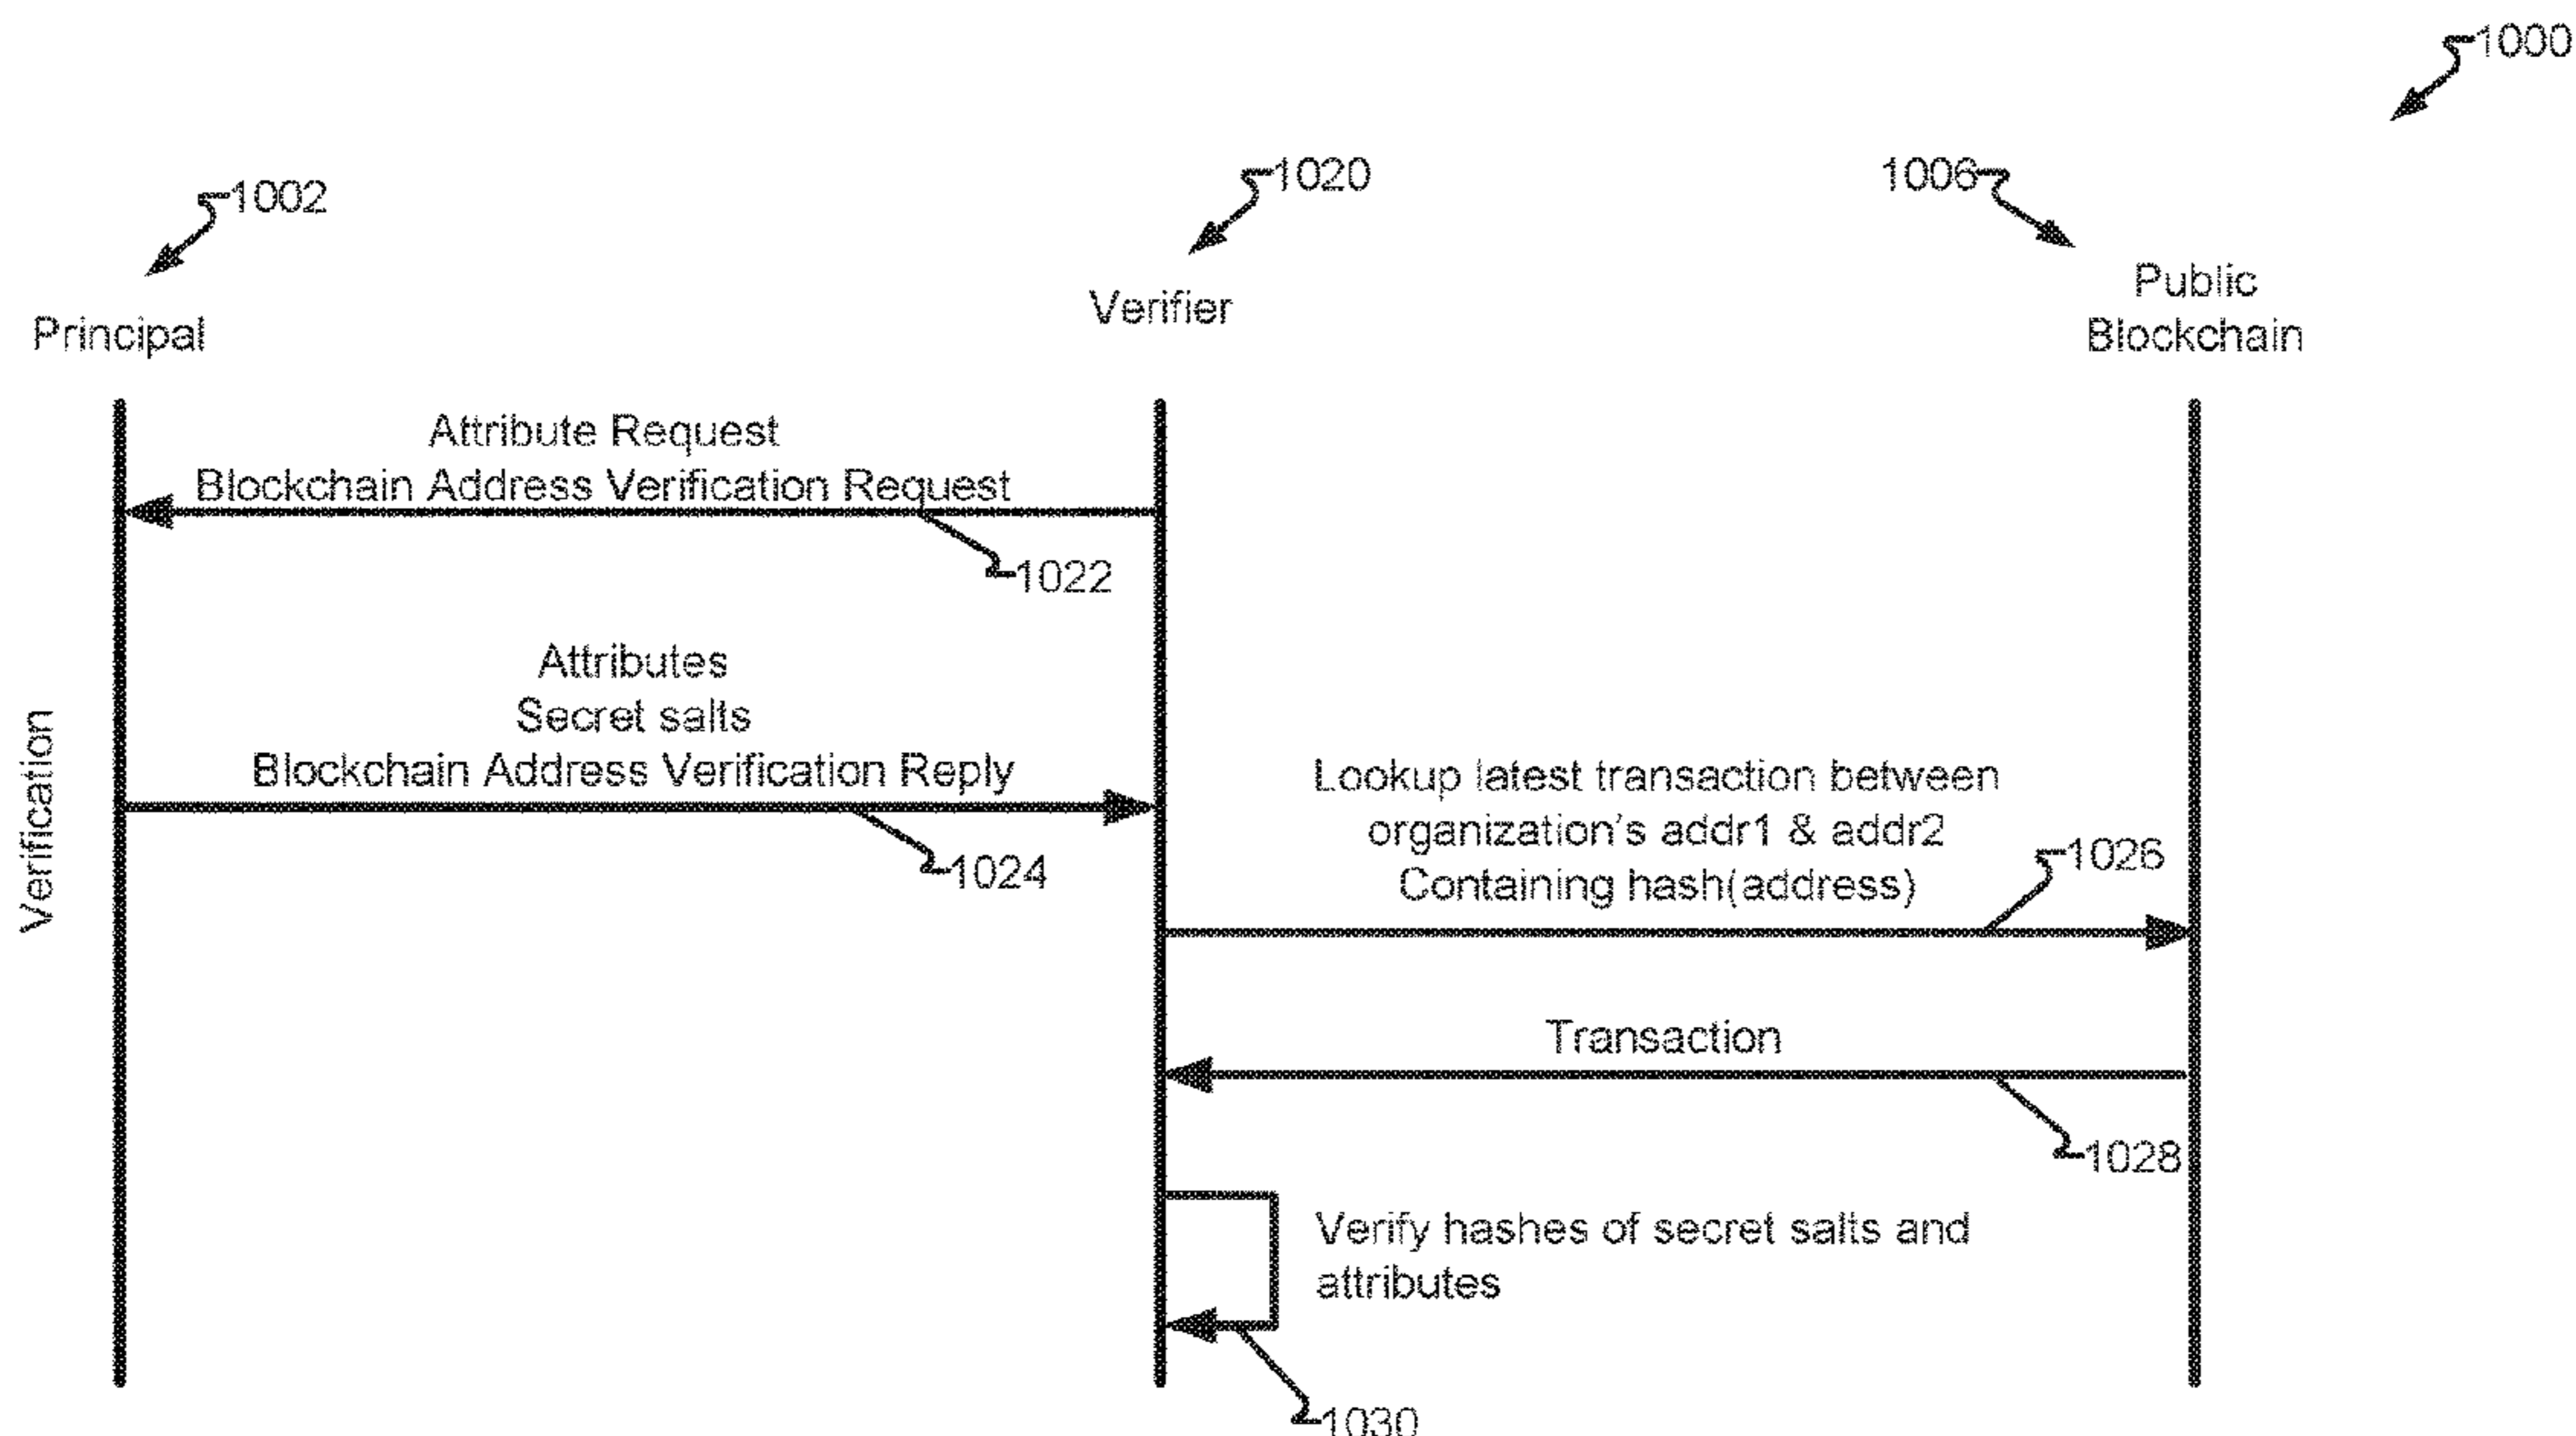 1000
1002
1020
1006
Principal
Verifier
Public
Blockchain
Attribute Request
Blockchain Address Verification Request
1022
Attributes
Secret salts
Blockchain Address Verification Reply
1024
Verification
Lookup latest transaction between
organization's addr1 & addr2
Containing hash(address)
1026
Transaction
1028
Verify hashes of secret salts and
attributes
1030